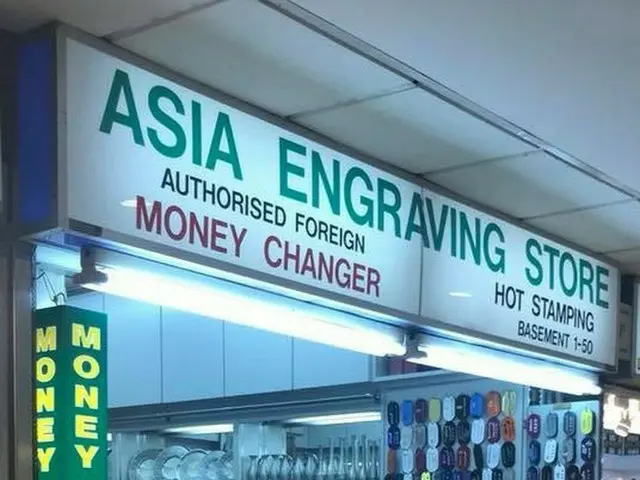 ASIA ENGRAVING STORE
AUTHORISED FOREIGN
MONEY CHANGER
HOT STAMPING
BASEMENT 1-50
MONEY
MONEY